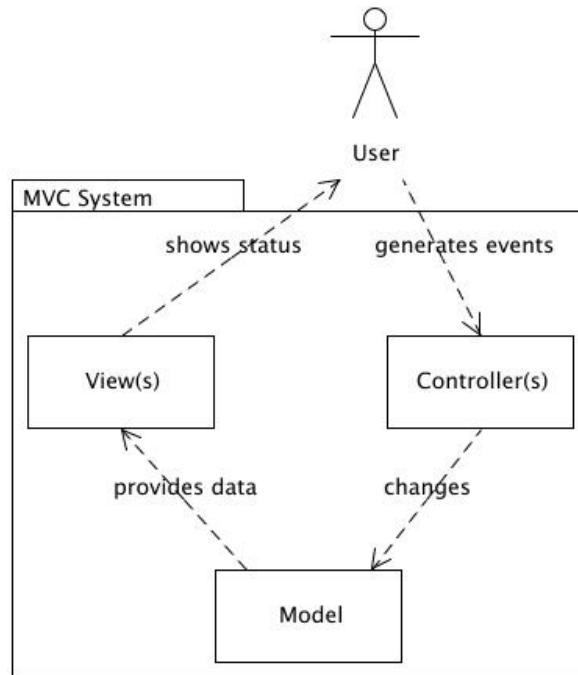 User
MVC System
shows status
generates events
View(s)
Controller(s)
provides data
changes
Model